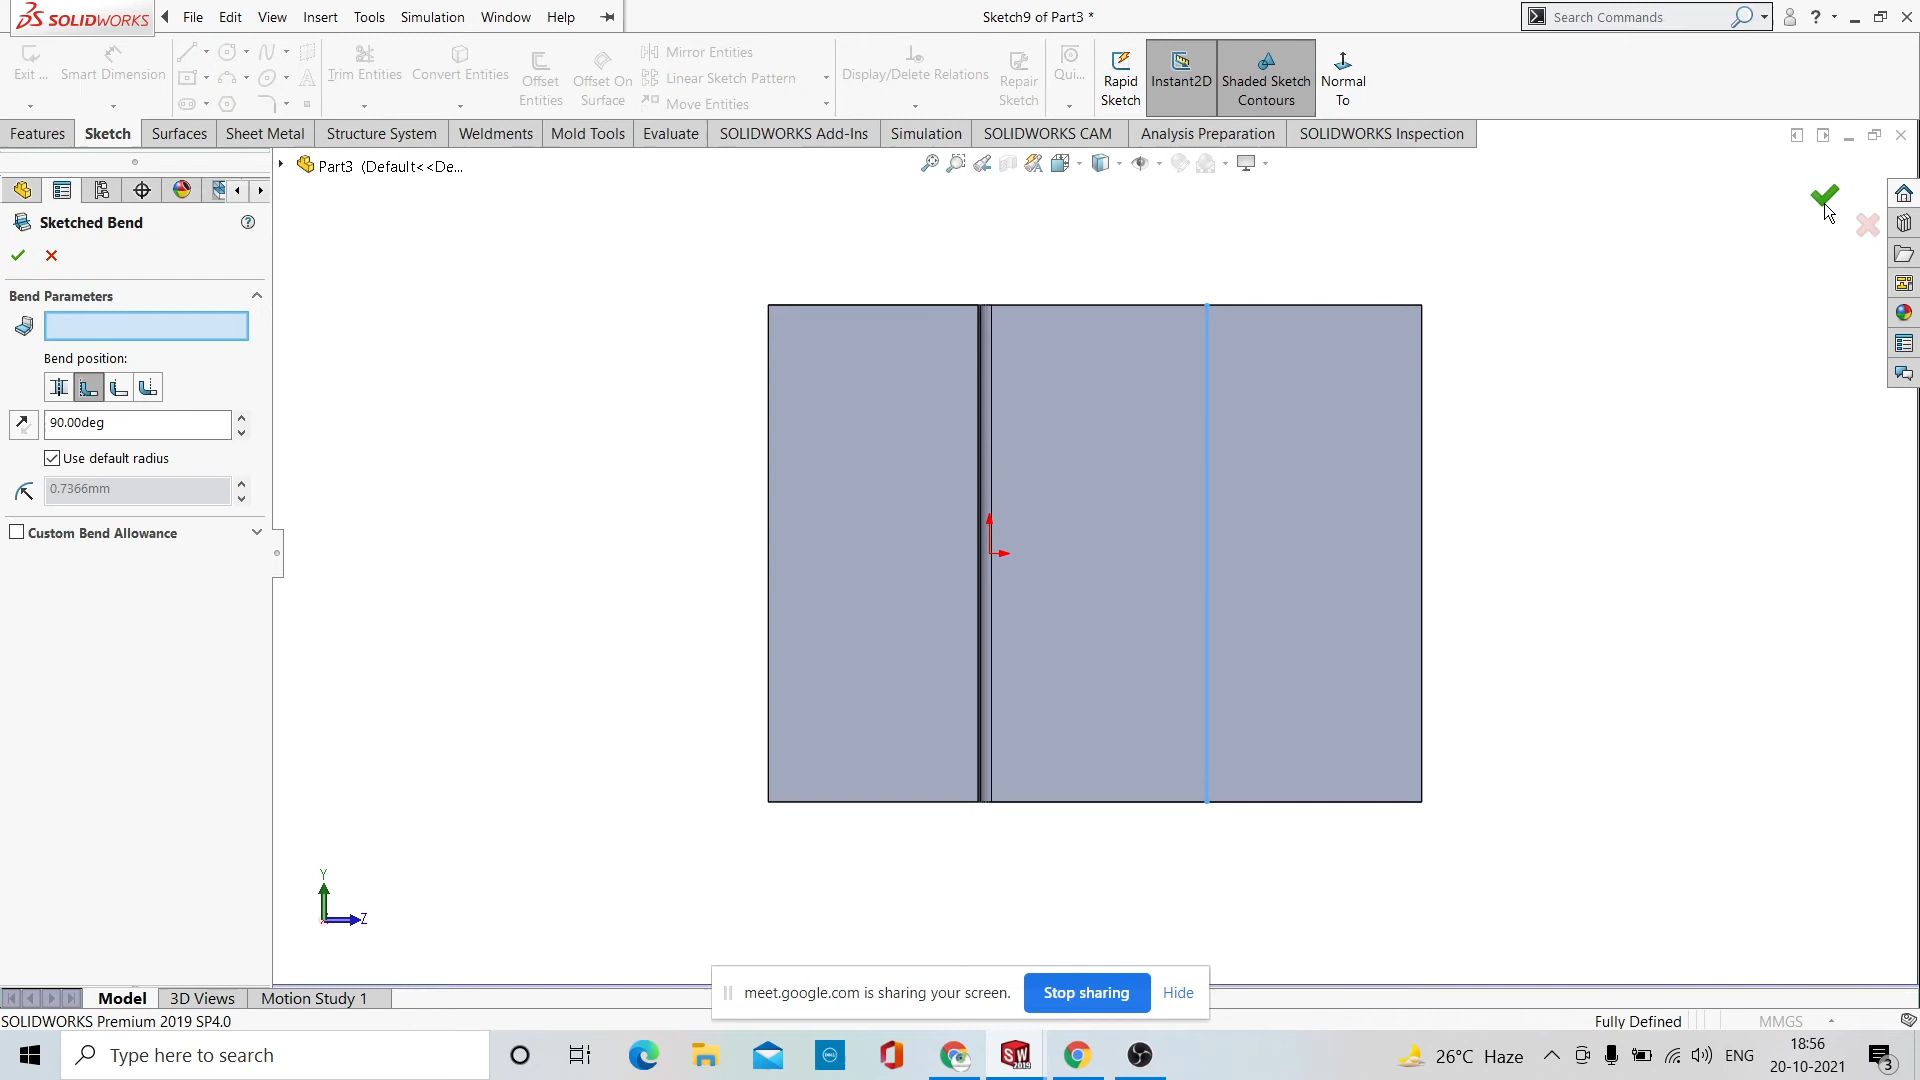 SOLIDWORKS File Edit View Insert Tools Simulation Window Help Sketch9 of Part3 * Search Commands
Exit ... Smart Dimension Trim Entities Convert Entities Offset Entities Offset On Surface Mirror Entities Linear Sketch Pattern Move Entities Display/Delete Relations Repair Sketch Qui... Rapid Sketch Instant2D Shaded Sketch Contours Normal To
Features Sketch Surfaces Sheet Metal Structure System Weldments Mold Tools Evaluate SOLIDWORKS Add-Ins Simulation SOLIDWORKS CAM Analysis Preparation SOLIDWORKS Inspection
Part3 (Default<<De...
Sketched Bend
Bend Parameters
Bend position:
90.00deg
Use default radius
0.7366mm
Custom Bend Allowance
Y
Z
meet.google.com is sharing your screen. Stop sharing Hide
Model 3D Views Motion Study 1
SOLIDWORKS Premium 2019 SP4.0 Fully Defined MMGS
Type here to search 26°C Haze ENG 18:56
20-10-2021 3